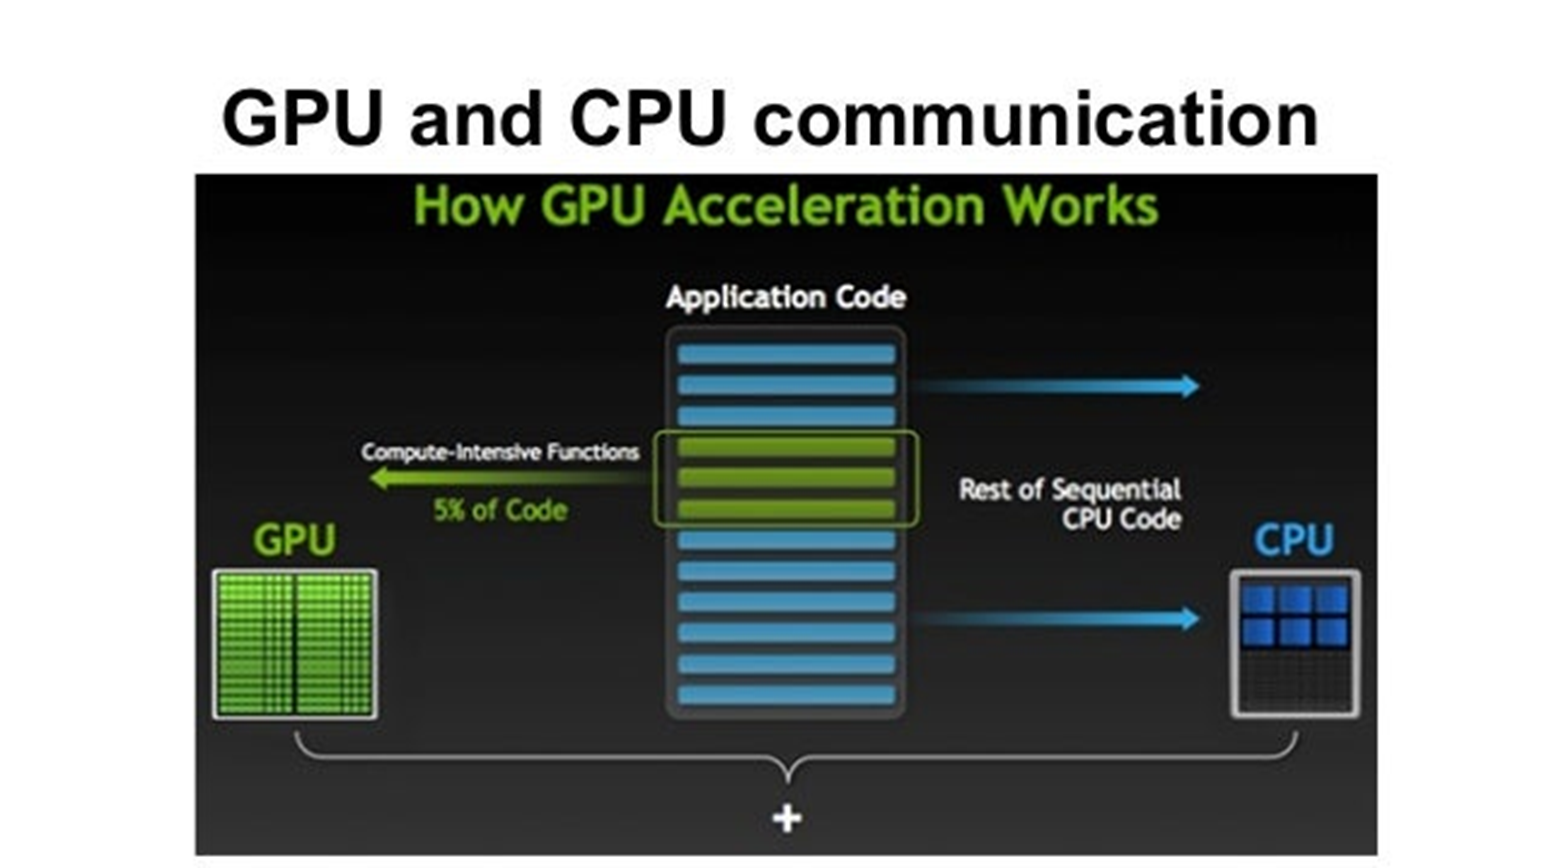 GPU and CPU communication
How GPU Acceleration Works
Application Code
Compute-Intensive Functions
5% of Code
Rest of Sequential
CPU Code
GPU
CPU
+